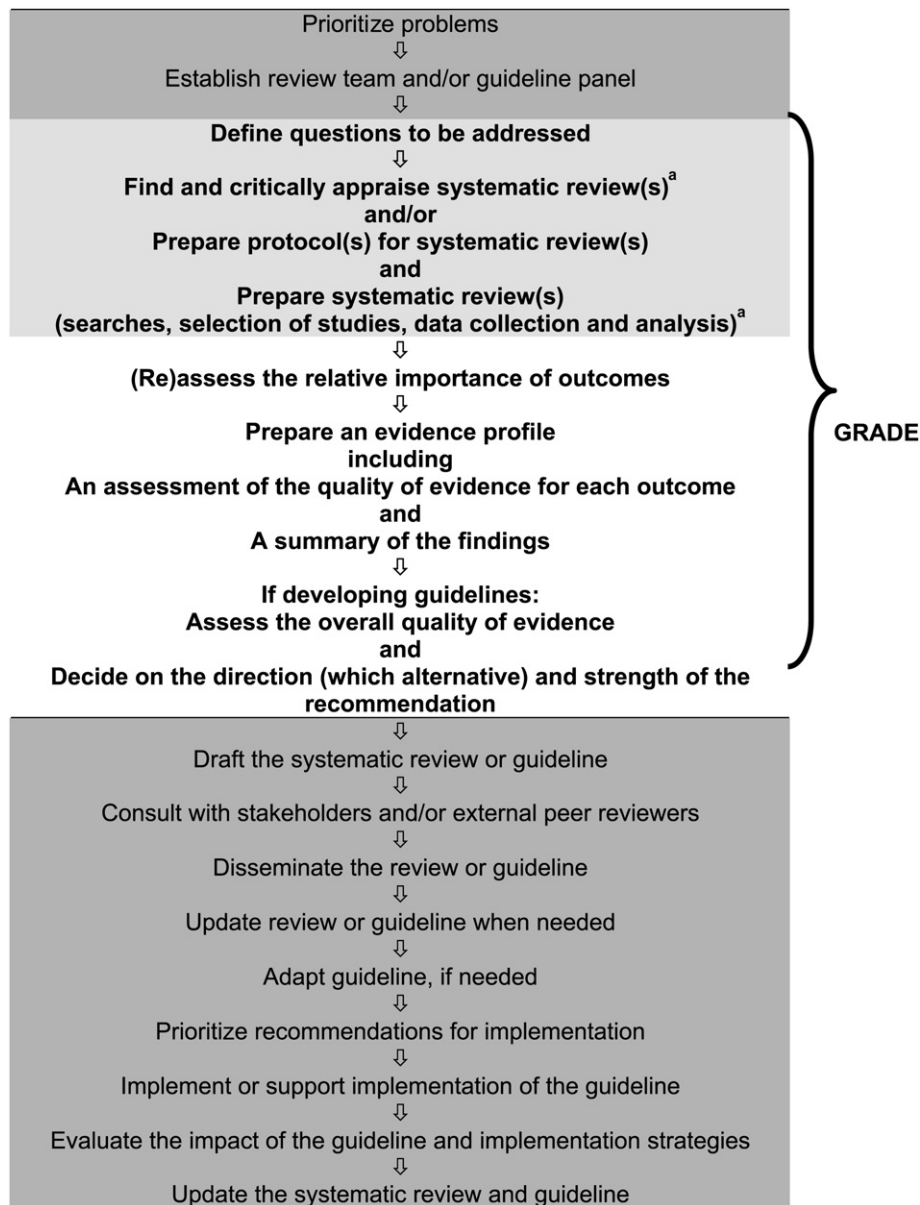 Prioritize problems
⇩
Establish review team and/or guideline panel
⇩
Define questions to be addressed
⇩
Find and critically appraise systematic review(s)ᵃ
and/or
Prepare protocol(s) for systematic review(s)
and
Prepare systematic review(s)
(searches, selection of studies, data collection and analysis)ᵃ
⇩
(Re)assess the relative importance of outcomes
⇩
Prepare an evidence profile
including
An assessment of the quality of evidence for each outcome
and
A summary of the findings
⇩
If developing guidelines:
Assess the overall quality of evidence
and
Decide on the direction (which alternative) and strength of the
recommendation
GRADE
⇩
Draft the systematic review or guideline
⇩
Consult with stakeholders and/or external peer reviewers
⇩
Disseminate the review or guideline
⇩
Update review or guideline when needed
⇩
Adapt guideline, if needed
⇩
Prioritize recommendations for implementation
⇩
Implement or support implementation of the guideline
⇩
Evaluate the impact of the guideline and implementation strategies
⇩
Update the systematic review and guideline